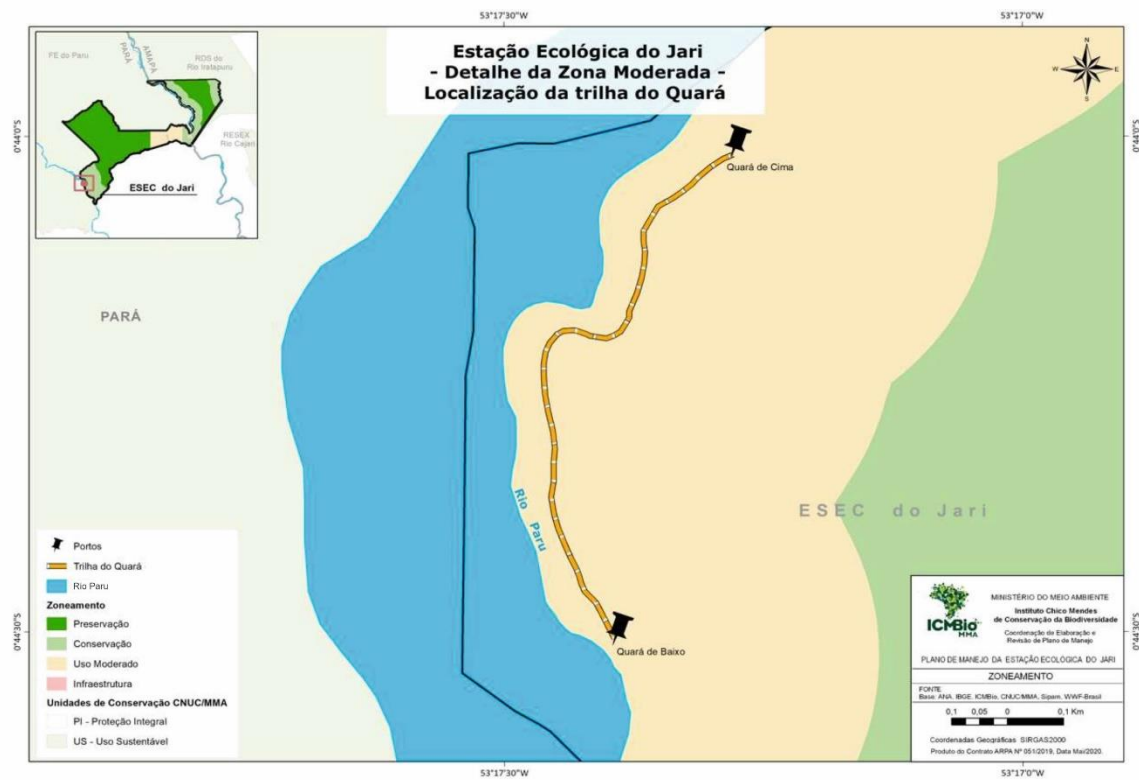 53°17'30"W
53°17'0"W
Estação Ecológica do Jari
- Detalhe da Zona Moderada -
Localização da trilha do Quará
FE do Paru
PARÁ
AMAPÁ
RDS do
Rio Iratapuru
RESEX
Rio Cajari
ESEC do Jari
N
W
E
S
0°44'0"S
0°44'0"S
Quará de Cima
PARÁ
ESEC do Jari
Rio Paru
Quará de Baixo
0°44'30"S
0°44'30"S
Portos
Trilha do Quará
Rio Paru
Zoneamento
Preservação
Conservação
Uso Moderado
Infraestrutura
Unidades de Conservação CNUC/MMA
PI - Proteção Integral
US - Uso Sustentável
ICMBio
MMA
MINISTÉRIO DO MEIO AMBIENTE
Instituto Chico Mendes
de Conservação da Biodiversidade
Coordenação de Elaboração e
Revisão de Plano de Manejo
PLANO DE MANEJO DA ESTAÇÃO ECOLÓGICA DO JARI
ZONEAMENTO
FONTE
Base: ANA, IBGE, ICMBio, CNUC/MMA, Sipam, WWF-Brasil
0,1 0,05 0 0,1 Km
Coordenadas Geográficas SIRGAS2000
Produto do Contrato ARPA Nº 051/2019, Data Mai/2020.
53°17'30"W
53°17'0"W